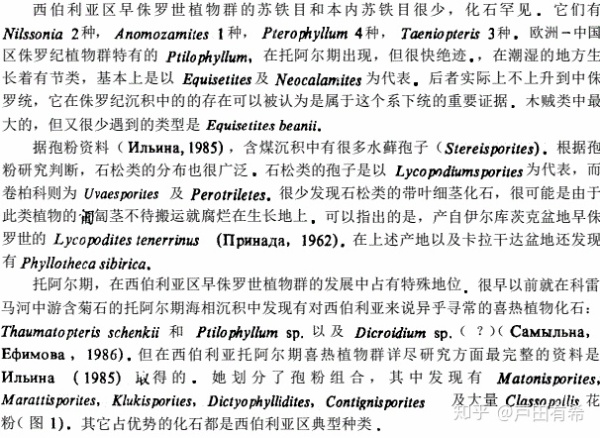 西伯利亚区早侏罗世植物群的苏铁目和本内苏铁目很少，化石罕见。它们有
Nilssonia 2种，Anomozamites 1种，Pterophyllum 4种，Taeniopteris 3种。欧洲—中国
区侏罗纪植物群特有的 Ptilophyllum，在托阿尔期出现，但很快绝迹．，在潮湿的地方生
长着有节类，基本上是以 Equisetites 及 Neocalamites 为代表。后者实际上不上升到中侏
罗统，它在侏罗纪沉积中的的存在可以被认为是属于这个系下统的重要证据。木贼类中最
大的，但又很少遇到的类型是 Equisetites beanii．
据孢粉资料（Ильина, 1985），含煤沉积中有很多水藓孢子（Stereisporites）。根据孢
粉研究判断，石松类的分布也很广泛。石松类的孢子是以 Lycopodiumsporites 为代表，而
卷柏科则为 Uvaesporites 及 Perotriletes．很少发现石松类的带叶细茎化石，很可能是由于
此类植物的匍匐茎不待搬运就腐烂在生长地上。可以指出的是，产自伊尔库茨克盆地早侏
罗世的 Lycopodites tenerrinus （Принада, 1962）。在上述产地以及卡拉干达盆地还发现
有 Phyllotheca sibirica．
托阿尔期，在西伯利亚区早侏罗世植物群的发展中占有特殊地位．很早以前就在科雷
马河中游含菊石的托阿尔期海相沉积中发现有对西伯利亚来说异乎寻常的喜热植物化石：
Thaumatopteris schenkii 和 Ptilophyllum sp. 以及 Dicroidium sp.（？）（Самыльна,
Ефимова，1986）。但在西伯利亚托阿尔期喜热植物群详尽研究方面最完整的资料是
Ильина （1985）取得的。她划分了孢粉组合，其中发现有 Matonisporites,
Marattisporites, Klukisporites, Dictyophyllidites, Contignisporites 及大量 Classopollis 花
粉（图1）。其它占优势的化石都是西伯利亚区典型种类．
知乎 @户田有希